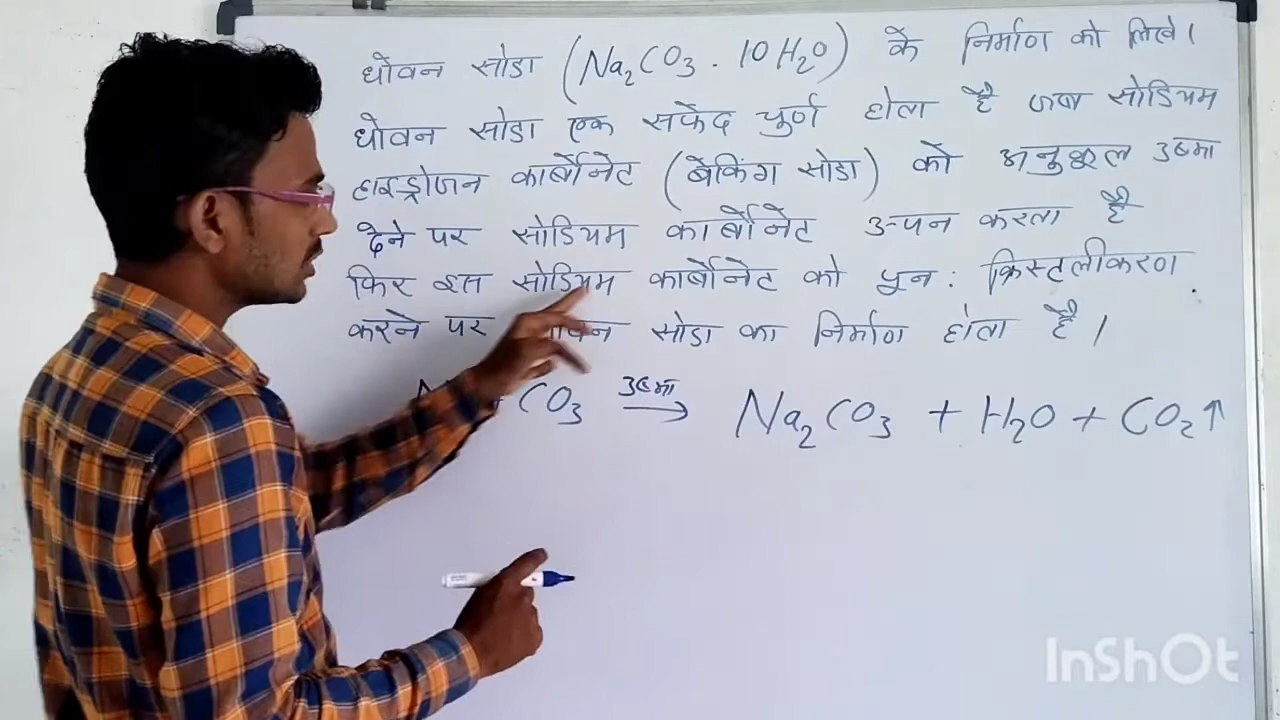 धोवन सोडा (Na₂CO₃ . 10H₂O) के निर्माण को लिखे।
धोवन सोडा एक सफेद चुर्ण होता है जब सोडियम
हाइड्रोजन कार्बोनेट (बेकिंग सोडा) को अनुकूल उष्मा
देने पर सोडियम कार्बोनेट उत्पन करता है
फिर इस सोडियम कार्बोनेट को पून: क्रिस्टलीकरण
करने पर सोडा का निर्माण होता है।
CO₃ उष्मा → Na₂CO₃ + H₂O + CO₂↑
InShOt